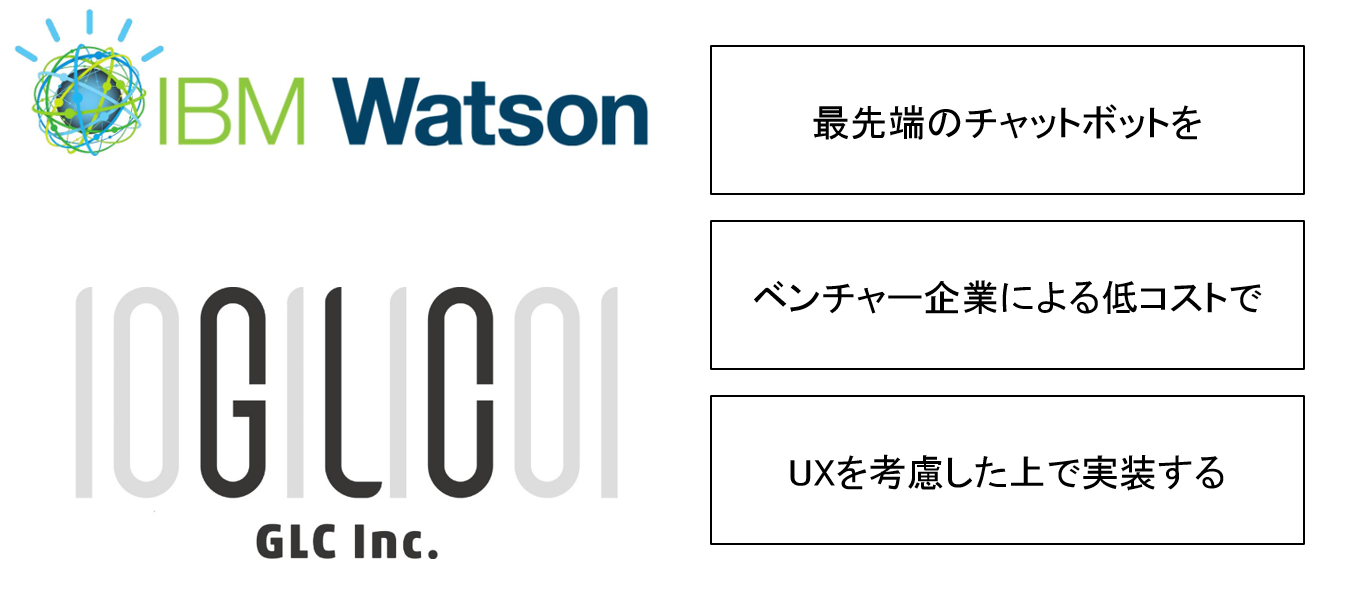 IBM Watson
最先端のチャットボットを
ベンチャー企業による低コストで
UXを考慮した上で実装する
10GLC01
GLC Inc.